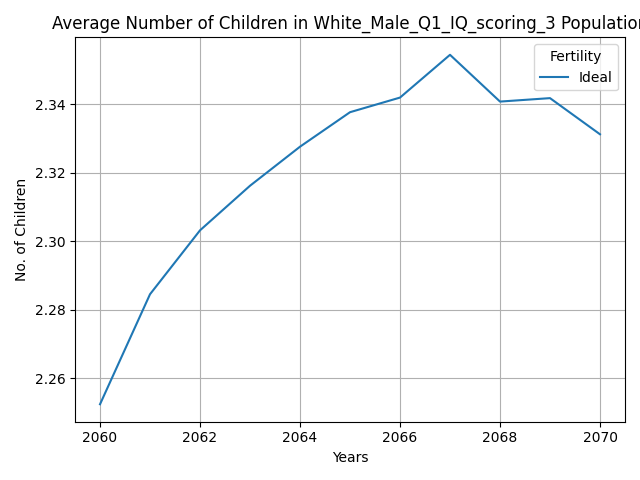 Average Number of Children in White_Male_Q1_IQ_scoring_3 Population
Fertility
Ideal
No. of Children
2.34
2.32
2.30
2.28
2.26
2060 2062 2064 2066 2068 2070
Years